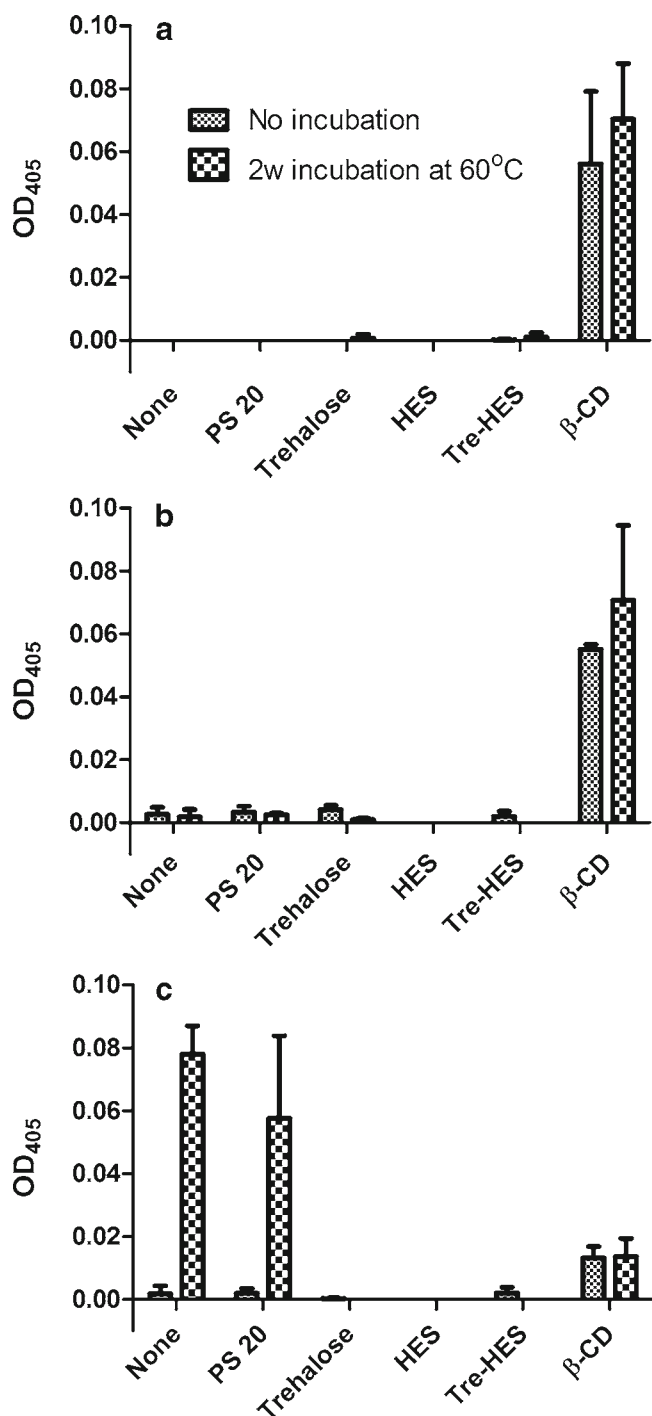 a
0.10
0.08
0.06
0.04
0.02
0.00
OD405
No incubation
2w incubation at 60°C
None
PS 20
Trehalose
HES
Tre-HES
β-CD
b
0.10
0.08
0.06
0.04
0.02
0.00
OD405
None
PS 20
Trehalose
HES
Tre-HES
β-CD
c
0.10
0.08
0.06
0.04
0.02
0.00
OD405
None
PS 20
Trehalose
HES
Tre-HES
β-CD